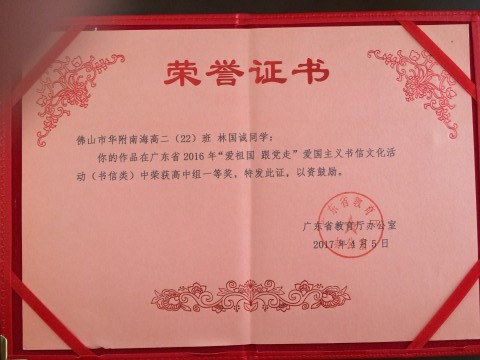 荣誉证书
佛山市华附南海高二（22）班 林国诚同学：
你的作品在广东省2016年“爱祖国 跟党走”爱国主义书信文化活
动（书信类）中荣获高中组一等奖，特发此证，以资鼓励。
广东省教育厅办公室
2017年4月5日